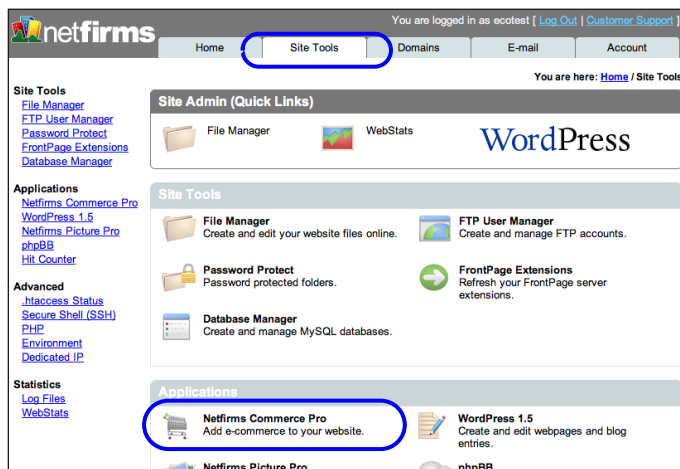 netfirms
You are logged in as ecotest [ Log Out | Customer Support ]
Home
Site Tools
Domains
E-mail
Account
You are here: Home / Site Tools
Site Tools
File Manager
FTP User Manager
Password Protect
FrontPage Extensions
Database Manager
Applications
Netfirms Commerce Pro
WordPress 1.5
Netfirms Picture Pro
phpBB
Hit Counter
Advanced
.htaccess Status
Secure Shell (SSH)
PHP
Environment
Dedicated IP
Statistics
Log Files
WebStats
Site Admin (Quick Links)
File Manager
WebStats
WordPress
Site Tools
File Manager
Create and edit your website files online.
FTP User Manager
Create and manage FTP accounts.
Password Protect
Password protected folders.
FrontPage Extensions
Refresh your FrontPage server
extensions.
Database Manager
Create and manage MySQL databases.
Applications
Netfirms Commerce Pro
Add e-commerce to your website.
WordPress 1.5
Create and edit webpages and blog
entries.
Netfirms Picture Pro
phpBB